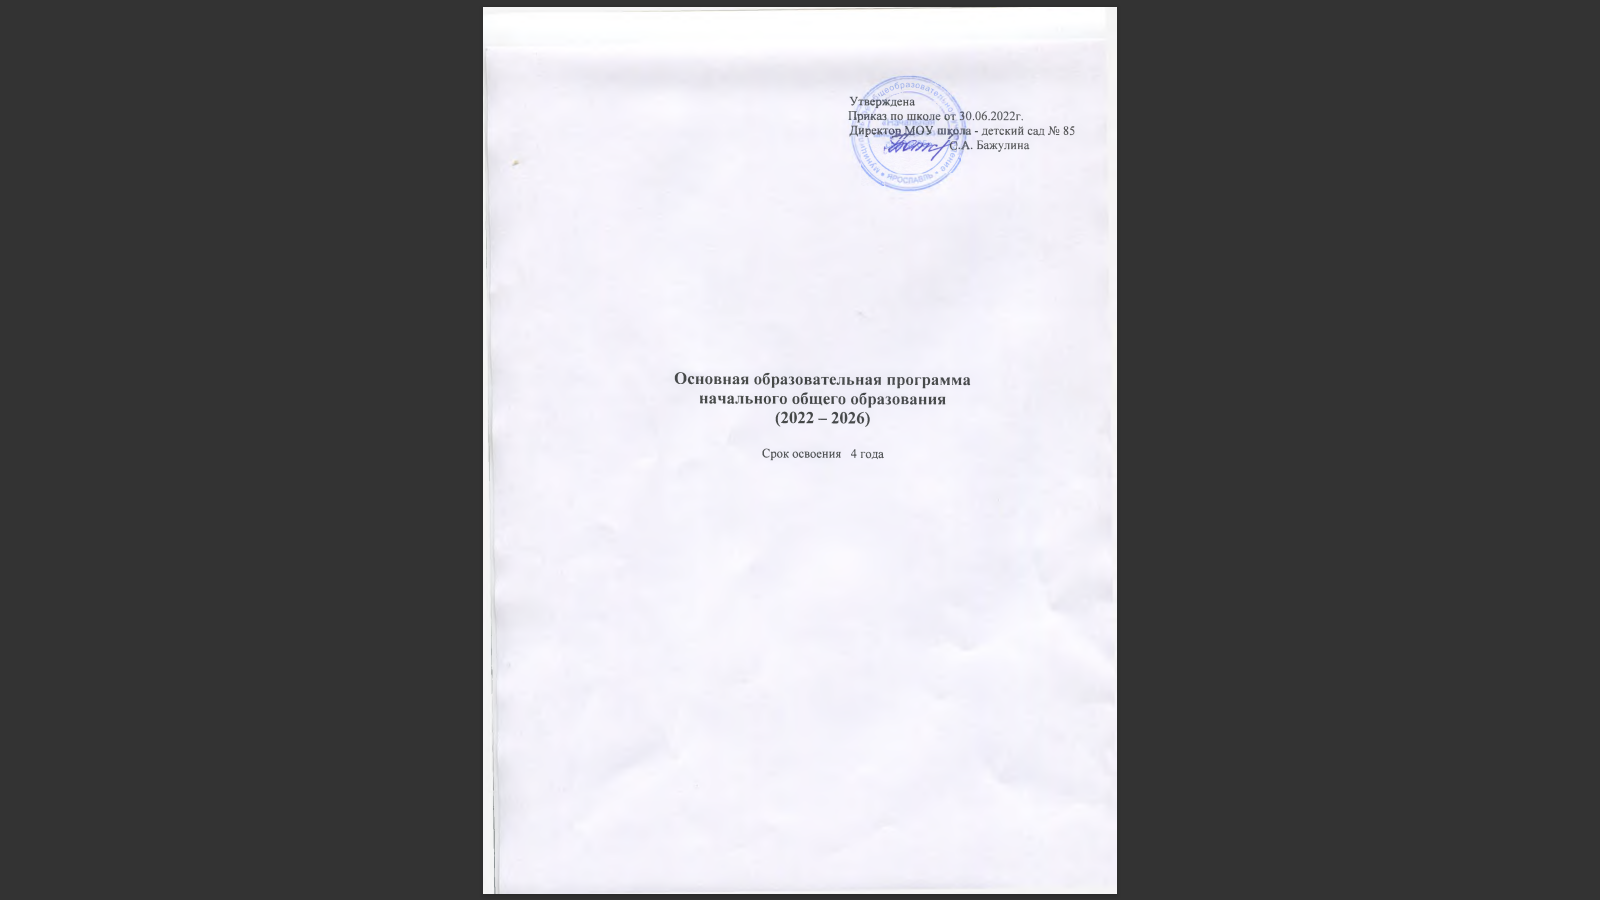 Утверждена
Приказ по школе от 30.06.2022г.
Директор МОУ школа - детский сад № 85
С.А. Бажулина
ЯРОСЛАВЛЬ
Основная образовательная программа
начального общего образования
(2022 – 2026)
Срок освоения 4 года